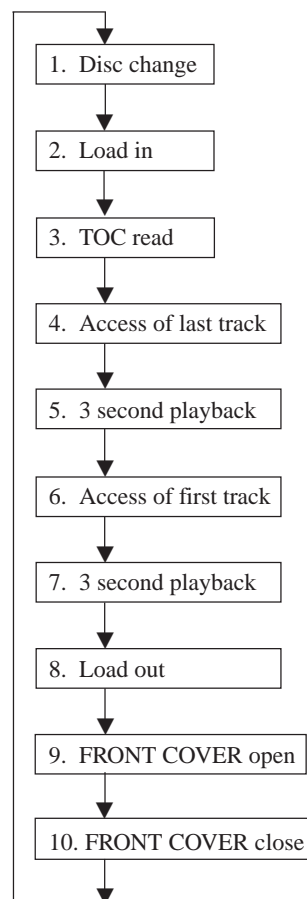 1. Disc change
2. Load in
3. TOC read
4. Access of last track
5. 3 second playback
6. Access of first track
7. 3 second playback
8. Load out
9. FRONT COVER open
10. FRONT COVER close